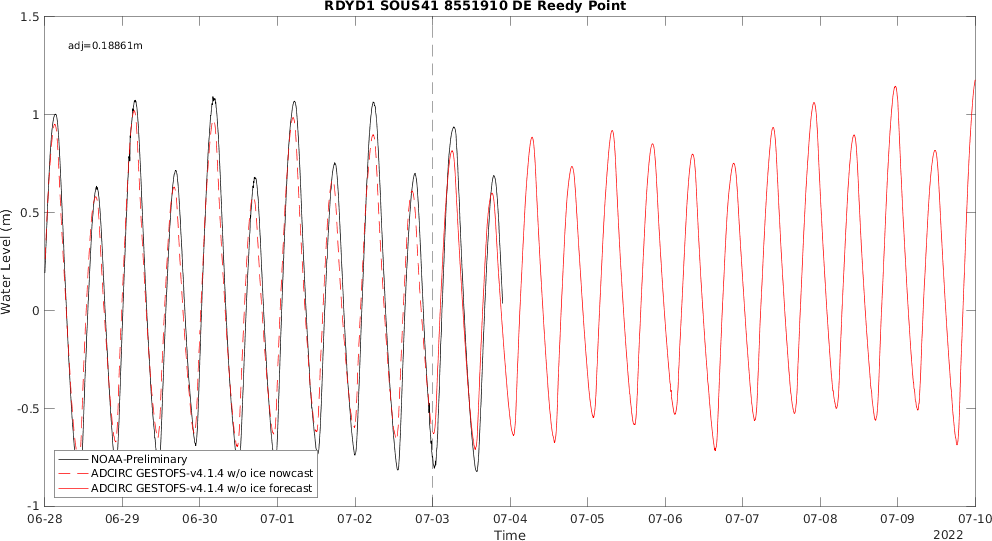 RDYD1 SOUS41 8551910 DE Reedy Point
adj=0.18861m
Water Level (m)
1.5
1
0.5
0
-0.5
-1
NOAA-Preliminary
ADCIRC GESTOFS-v4.1.4 w/o ice nowcast
ADCIRC GESTOFS-v4.1.4 w/o ice forecast
06-28 06-29 06-30 07-01 07-02 07-03 07-04 07-05 07-06 07-07 07-08 07-09 07-10
Time
2022